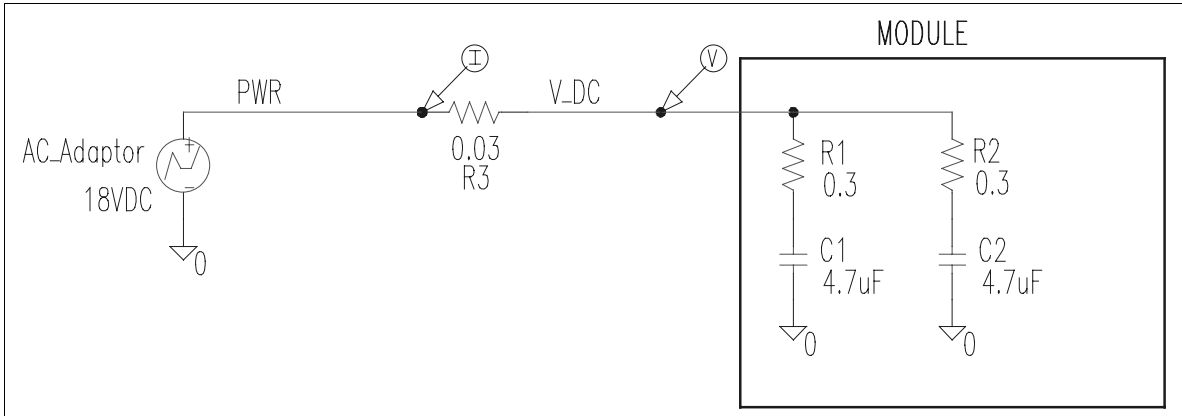 MODULE
I
V
PWR
V_DC
AC_Adaptor
18VDC
+
-
0
0.03
R3
R1
0.3
R2
0.3
C1
4.7uF
C2
4.7uF
0
0